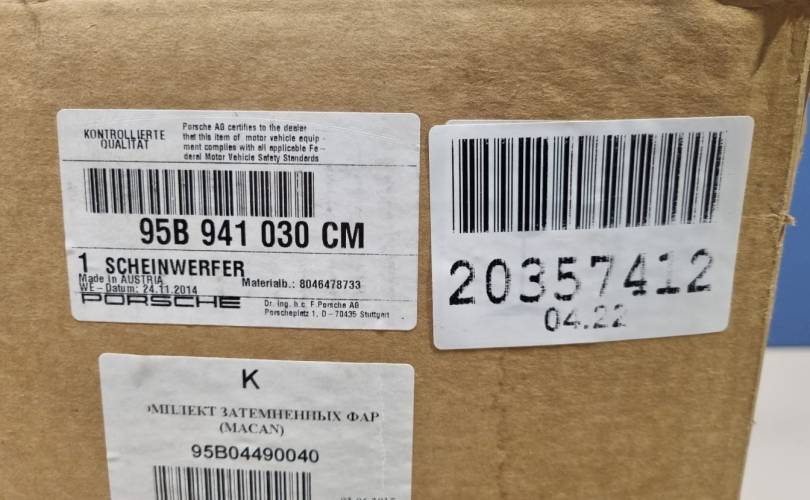 KONTROLLIERTE
QUALITÄT
Porsche AG certifies to the dealer
that this item of motor vehicle equip -
ment complies with all applicable Fe -
deral Motor Vehicle Safety Standards
95B 941 030 CM
1 SCHEINWERFER
Made in AUSTRIA
Materialb.: 8046478733
WE - Datum: 24.11.2014
PORSCHE
Dr. ing. h.c. F.Porsche AG
Porscheplatz 1, D - 70435 Stuttgart
20357412
04.22
K
ОМПЛЕКТ ЗАТЕМНЕННЫХ ФАР
(MACAN)
95B04490040